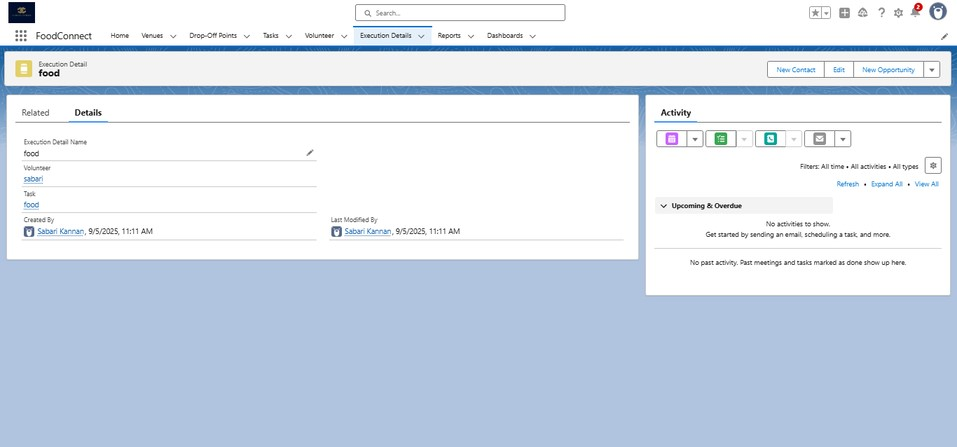 Search...
2
FoodConnect Home Venues Drop-Off Points Tasks Volunteer Execution Details Reports Dashboards
Execution Detail
food
New Contact Edit New Opportunity
Related Details
Execution Detail Name
food
Volunteer
sabari
Task
food
Created By
Sabari Kannan, 9/5/2025, 11:11 AM
Last Modified By
Sabari Kannan, 9/5/2025, 11:11 AM
Activity
Filters: All time • All activities • All types
Refresh • Expand All • View All
Upcoming & Overdue
No activities to show.
Get started by sending an email, scheduling a task, and more.
No past activity. Past meetings and tasks marked as done show up here.